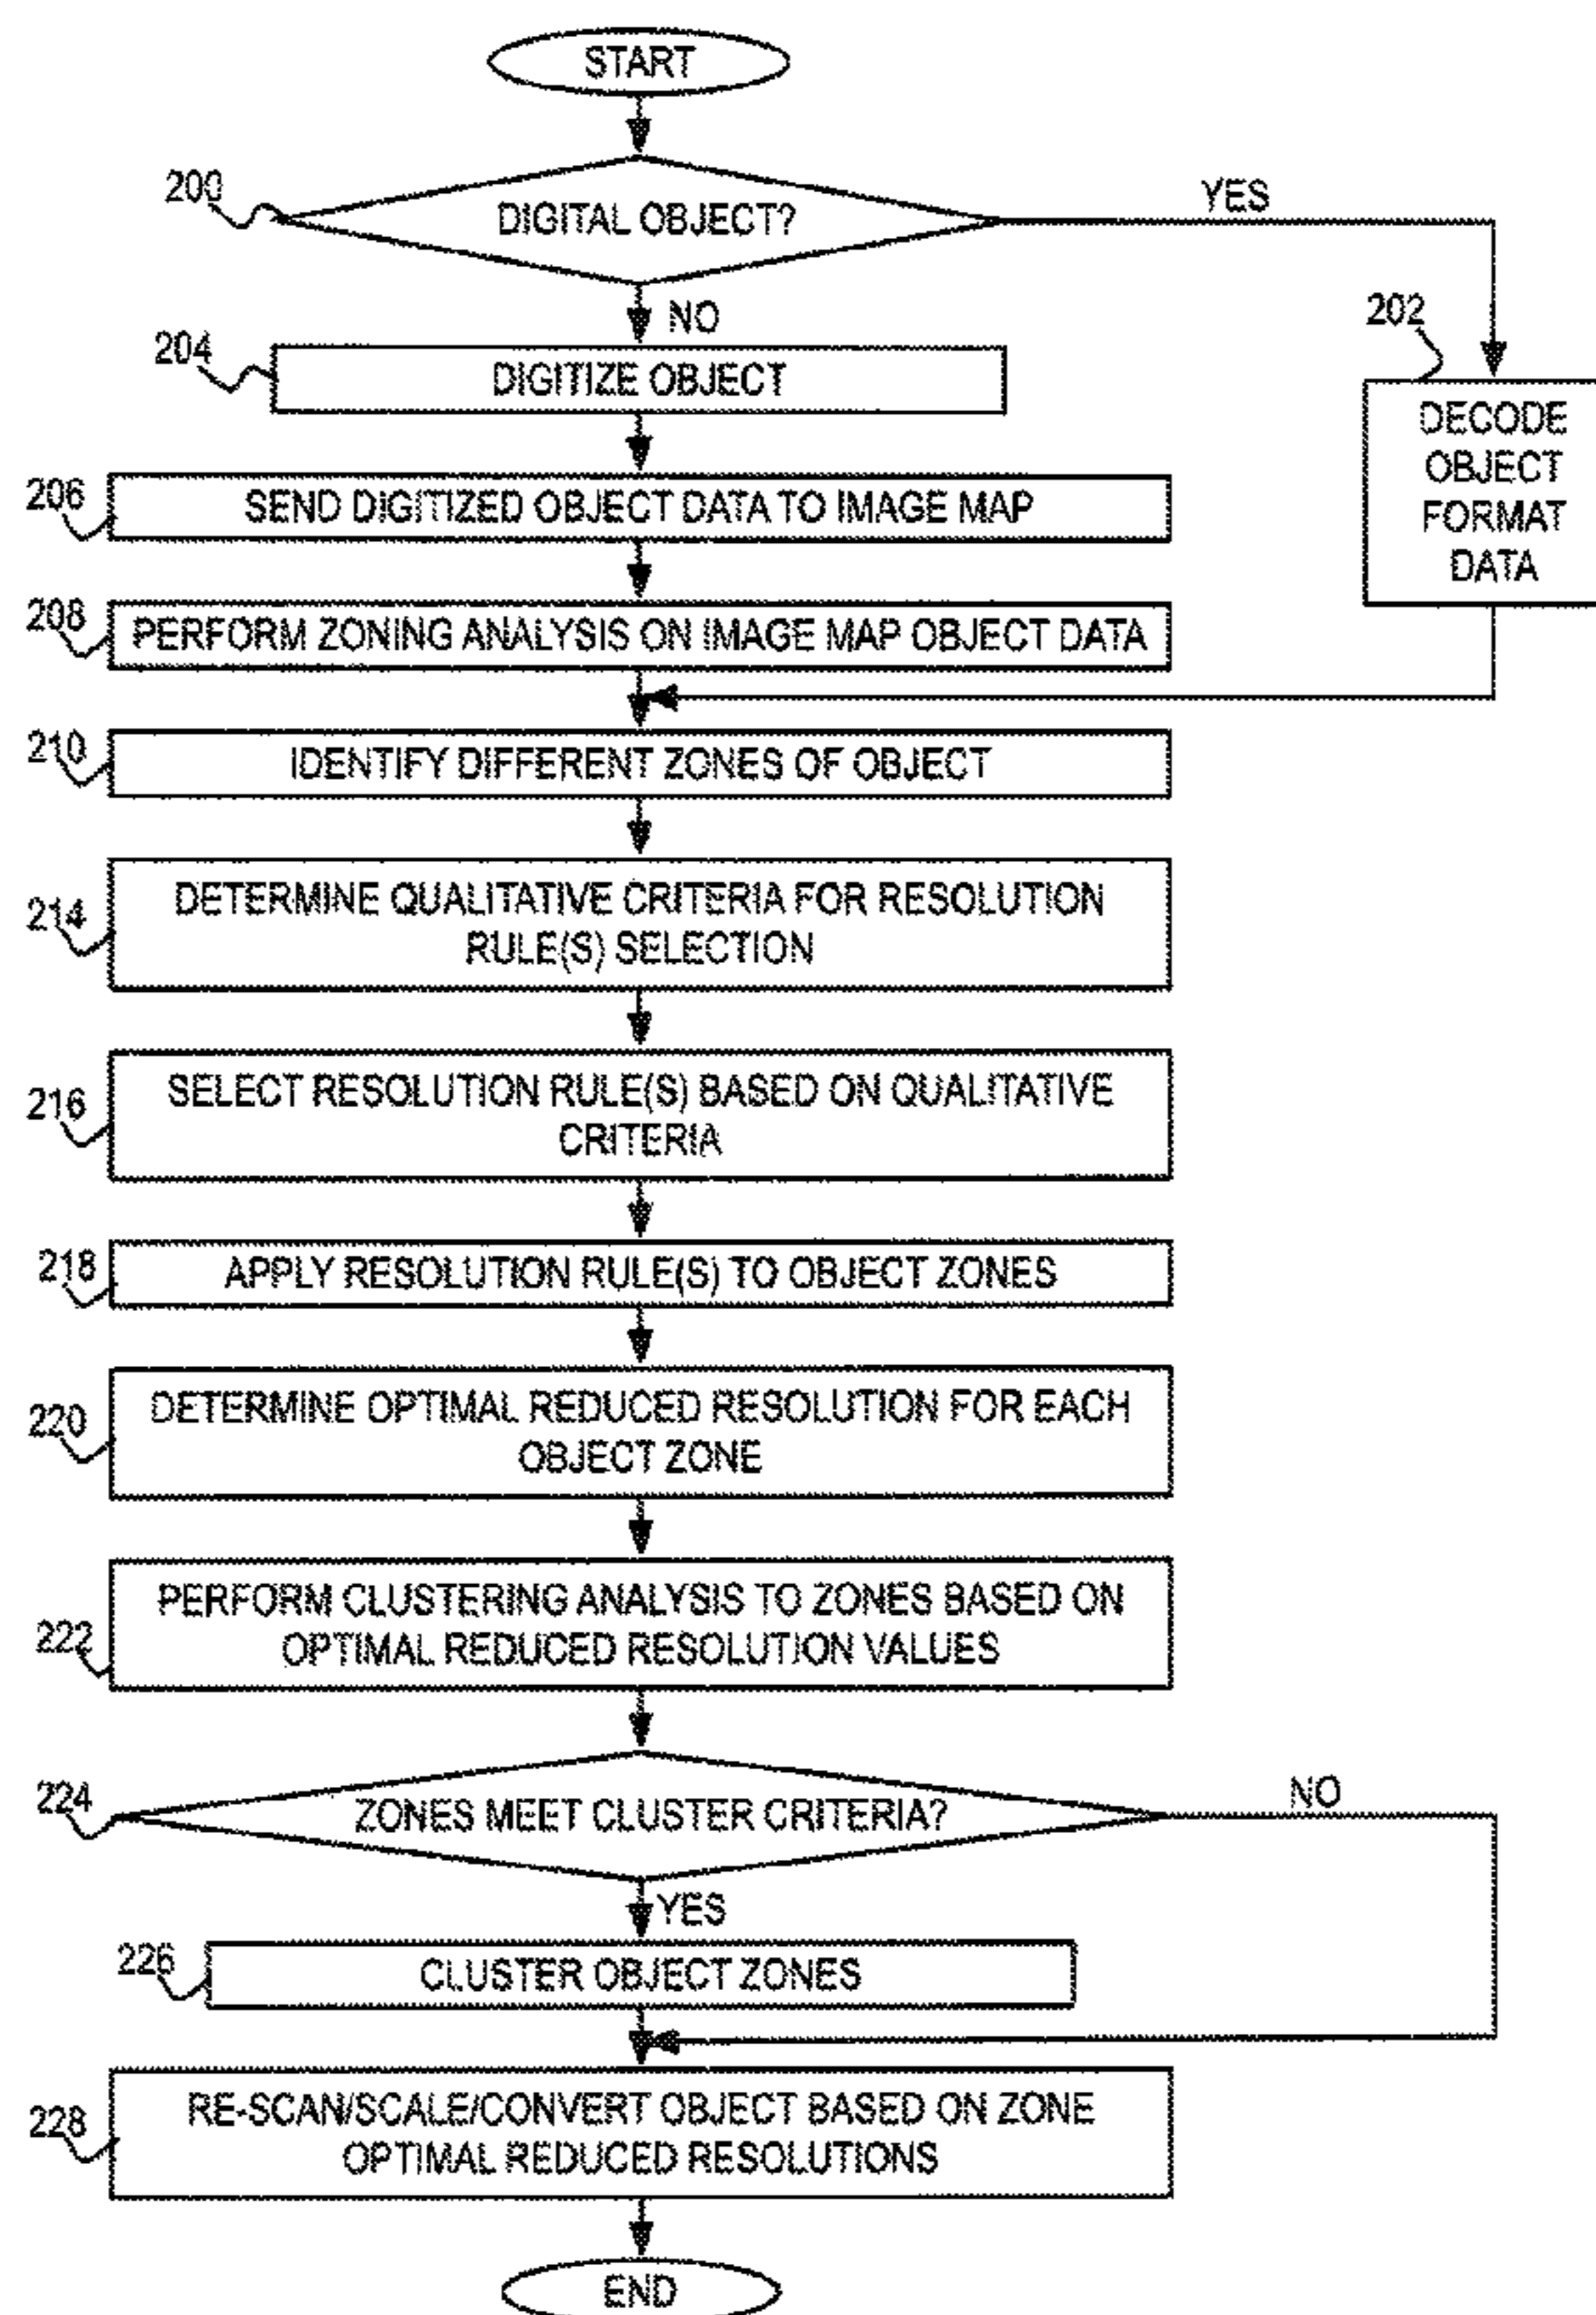 START
200
DIGITAL OBJECT?
YES
NO
202
204
DIGITIZE OBJECT
DECODE
OBJECT
FORMAT
DATA
206
SEND DIGITIZED OBJECT DATA TO IMAGE MAP
208
PERFORM ZONING ANALYSIS ON IMAGE MAP OBJECT DATA
210
IDENTIFY DIFFERENT ZONES OF OBJECT
214
DETERMINE QUALITATIVE CRITERIA FOR RESOLUTION
RULE(S) SELECTION
216
SELECT RESOLUTION RULE(S) BASED ON QUALITATIVE
CRITERIA
218
APPLY RESOLUTION RULE(S) TO OBJECT ZONES
220
DETERMINE OPTIMAL REDUCED RESOLUTION FOR EACH
OBJECT ZONE
222
PERFORM CLUSTERING ANALYSIS TO ZONES BASED ON
OPTIMAL REDUCED RESOLUTION VALUES
224
ZONES MEET CLUSTER CRITERIA?
NO
YES
226
CLUSTER OBJECT ZONES
228
RE-SCAN/SCALE/CONVERT OBJECT BASED ON ZONE
OPTIMAL REDUCED RESOLUTIONS
END